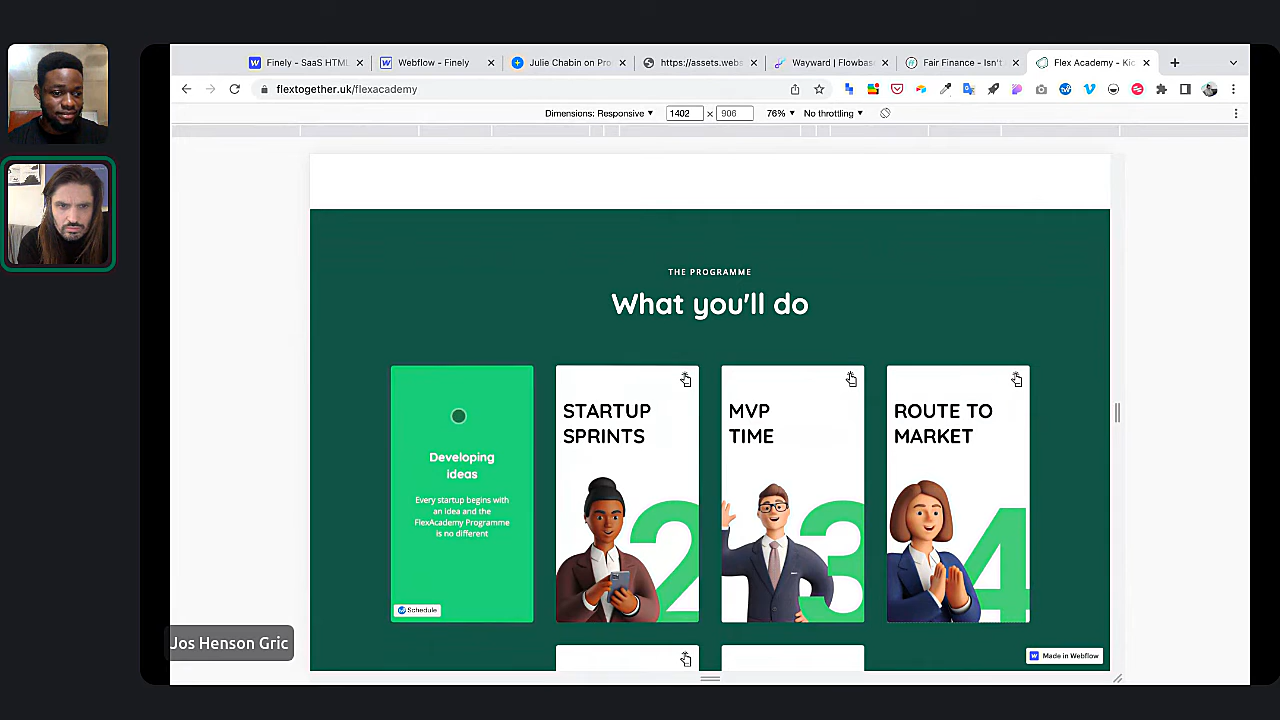 Finely - SaaS HTML
Webflow - Finely
Julie Chabin on Pro
https://assets.webs
Wayward | Flowbas
Fair Finance - Isn't
Flex Academy - Kic
flextogether.uk/flexacademy
Dimensions: Responsive
1402 × 906
76%
No throttling
THE PROGRAMME
What you'll do
Developing
ideas
Every startup begins with
an idea and the
FlexAcademy Programme
is no different
Schedule
STARTUP
SPRINTS
2
MVP
TIME
3
ROUTE TO
MARKET
4
Made in Webflow
Jos Henson Gric